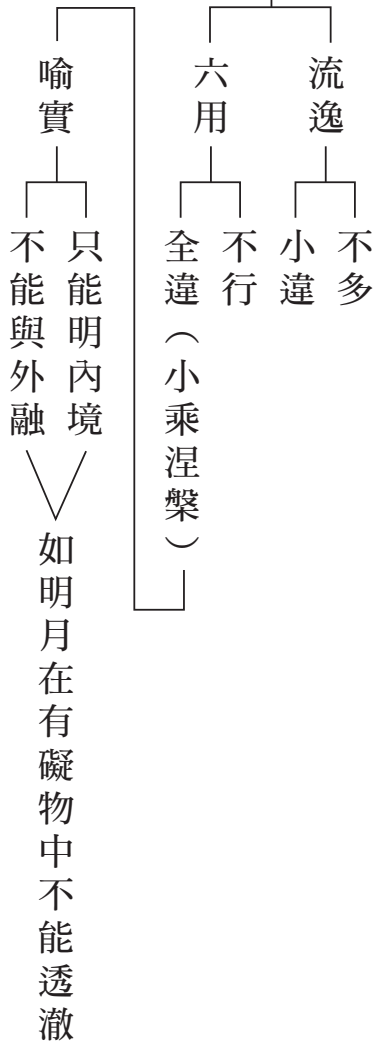 流逸
不多
小違
六用
不行
全違（小乘涅槃）
喻實
只能明內境
不能與外融
如明月在有礙物中不能透澈